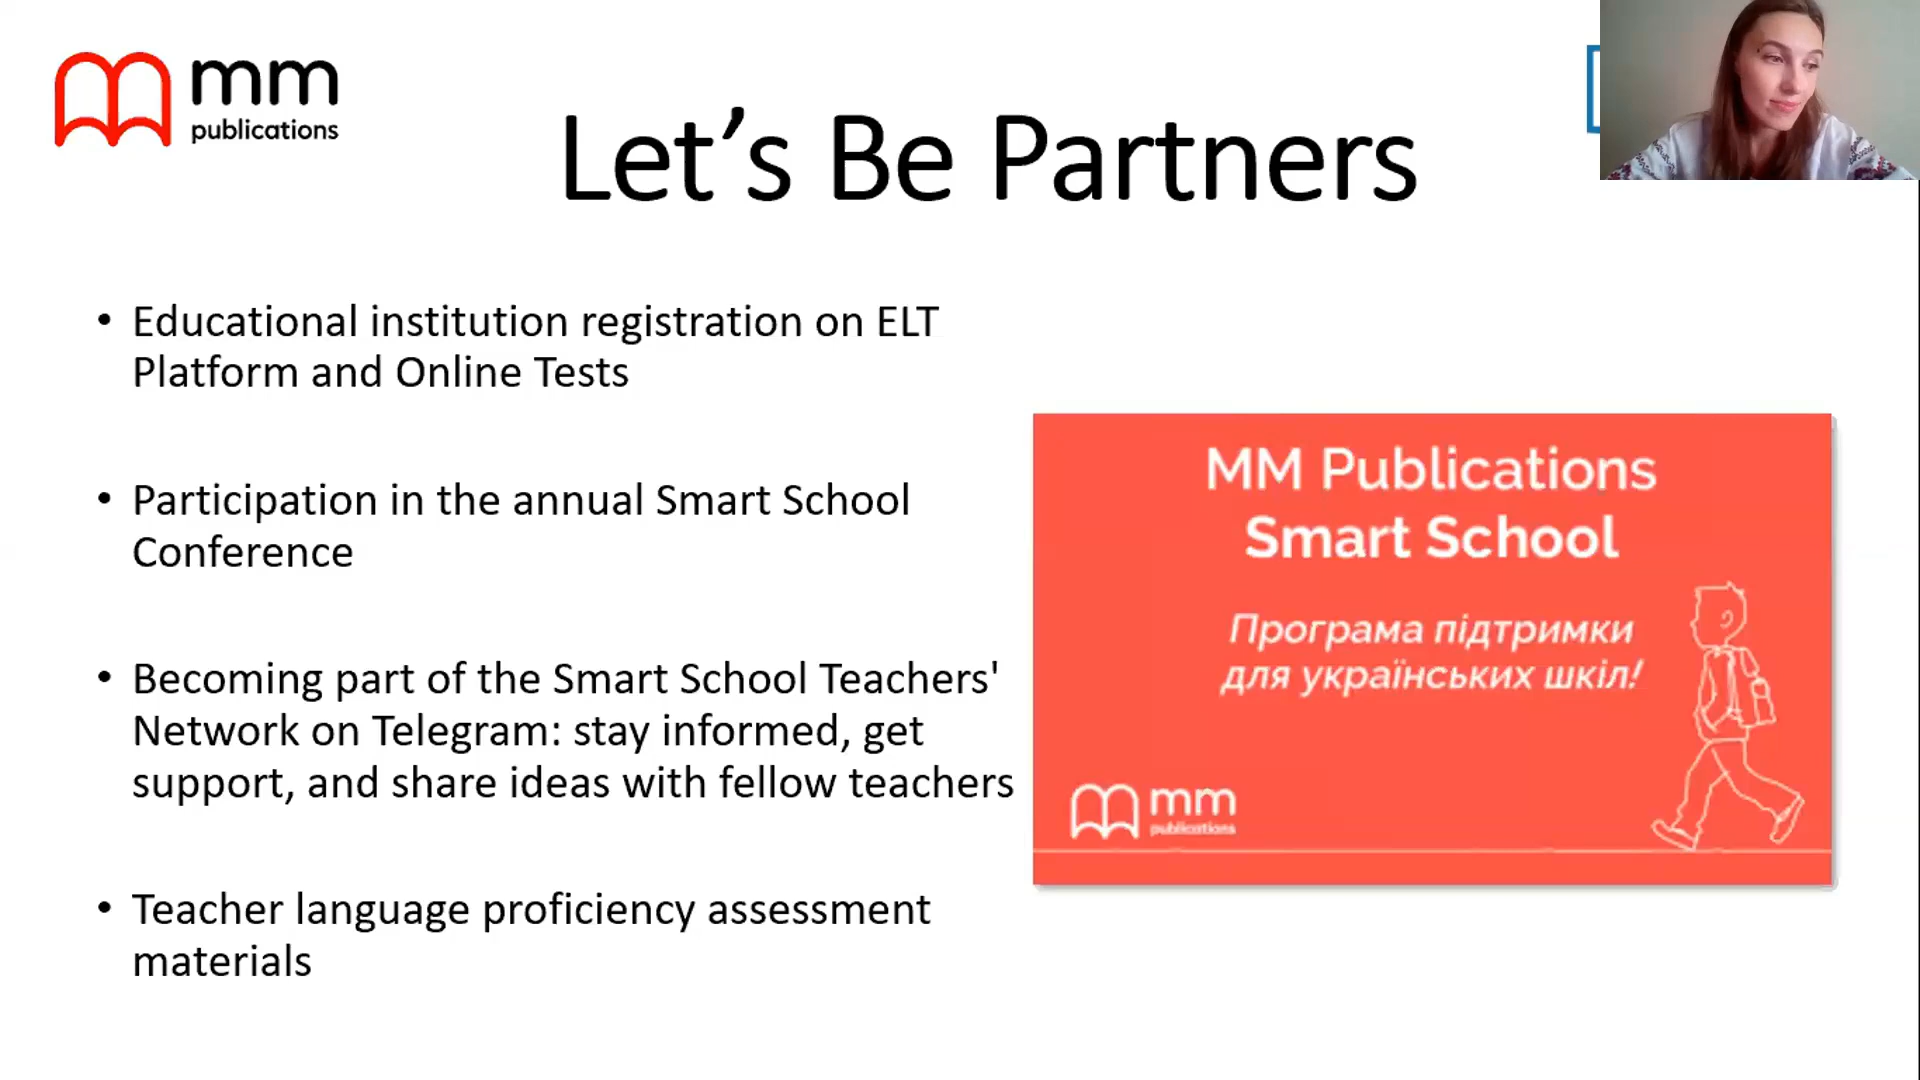 mm
publications
Let’s Be Partners
• Educational institution registration on ELT
Platform and Online Tests
• Participation in the annual Smart School
Conference
• Becoming part of the Smart School Teachers'
Network on Telegram: stay informed, get
support, and share ideas with fellow teachers
• Teacher language proficiency assessment
materials
MM Publications
Smart School
Програма підтримки
для українських шкіл!
mm
publications